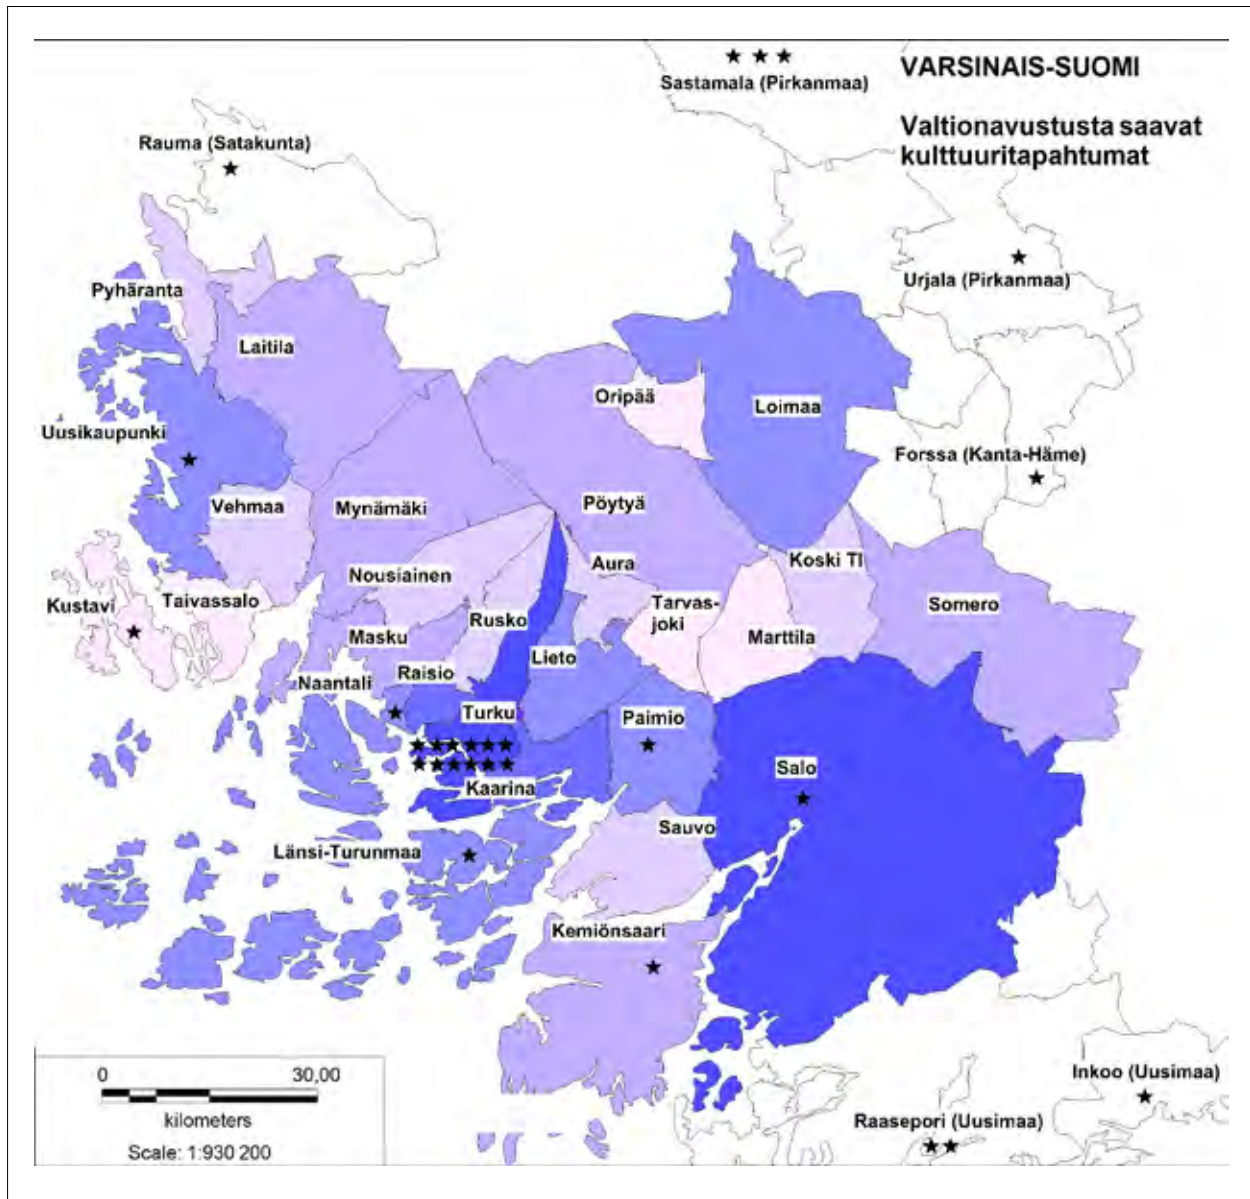 Sastamala (Pirkanmaa)
VARSINAIS-SUOMI
Valtionavustusta saavat
kulttuuritapahtumat
Rauma (Satakunta)
Urjala (Pirkanmaa)
Pyhäranta
Laitila
Oripää
Loimaa
Uusikaupunki
Forssa (Kanta-Häme)
Vehmaa
Mynämäki
Pöytyä
Nousiainen
Aura
Koski Tl
Kustavi
Taivassalo
Tarvas-
joki
Somero
Rusko
Masku
Marttila
Lieto
Raisio
Naantali
Turku
Paimio
Salo
Kaarina
Sauvo
Länsi-Turunmaa
Kemiönsaari
0 30,00
kilometers
Scale: 1:930 200
Inkoo (Uusimaa)
Raasepori (Uusimaa)